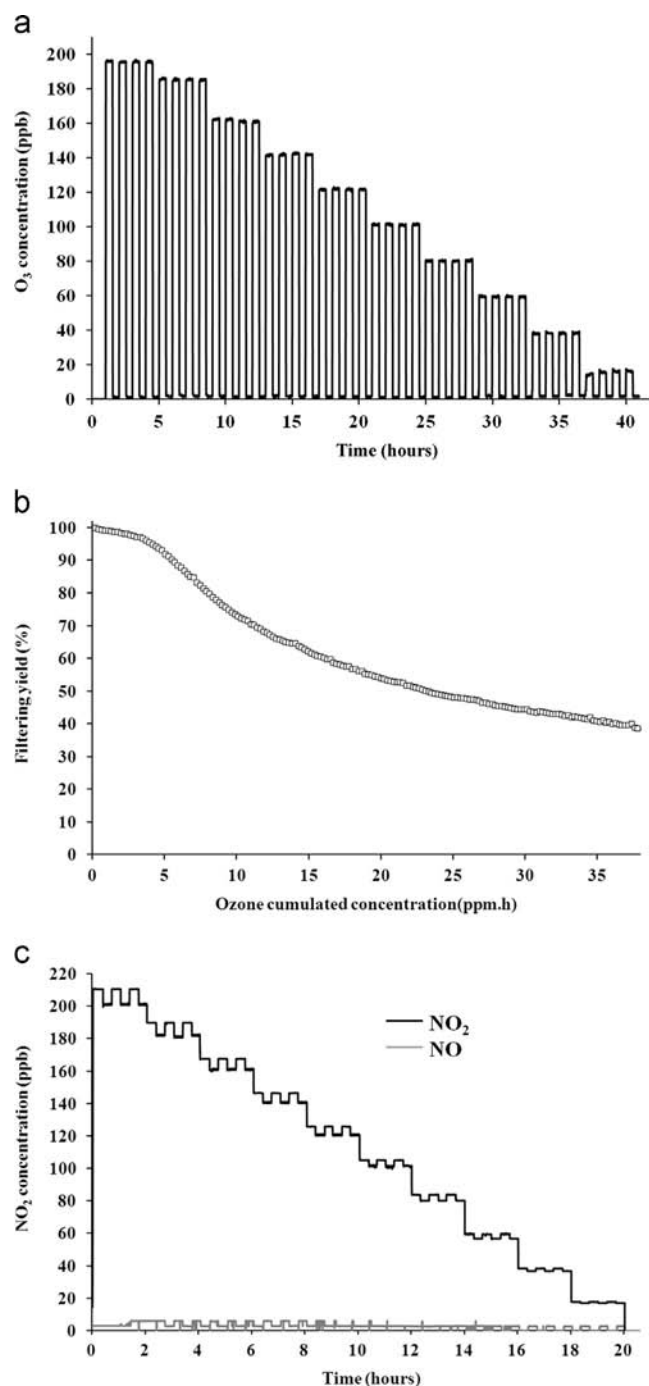 a
200
180
160
140
120
100
80
60
40
20
0
O3 concentration (ppb)
0 5 10 15 20 25 30 35 40
Time (hours)
b
100
90
80
70
60
50
40
30
20
10
0
Filtering yield (%)
0 5 10 15 20 25 30 35
Ozone cumulated concentration(ppm.h)
c
220
200
180
160
140
120
100
80
60
40
20
0
NO2 concentration (ppb)
NO2
NO
0 2 4 6 8 10 12 14 16 18 20
Time (hours)